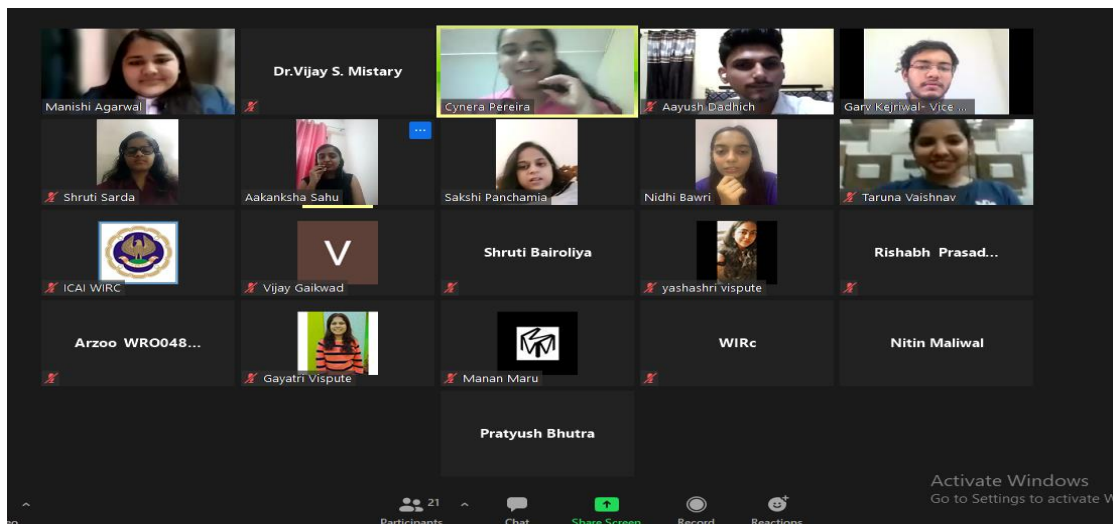 Manishi Agarwal
Dr.Vijay S. Mistary
Cynera Pereira
Aayush Dadhich
Garv Kejriwal- Vice ...
Shruti Sarda
Aakanksha Sahu
Sakshi Panchamia
Nidhi Bawri
Taruna Vaishnav
ICAI WIRC
V
Vijay Gaikwad
Shruti Bairoliya
yashashri vispute
Rishabh Prasad...
Arzoo WRO048...
Gayatri Vispute
Manan Maru
WIRc
Nitin Maliwal
Pratyush Bhutra
Activate Windows
Go to Settings to activate W
21
Participants
Chat
Share Screen
Record
Reactions